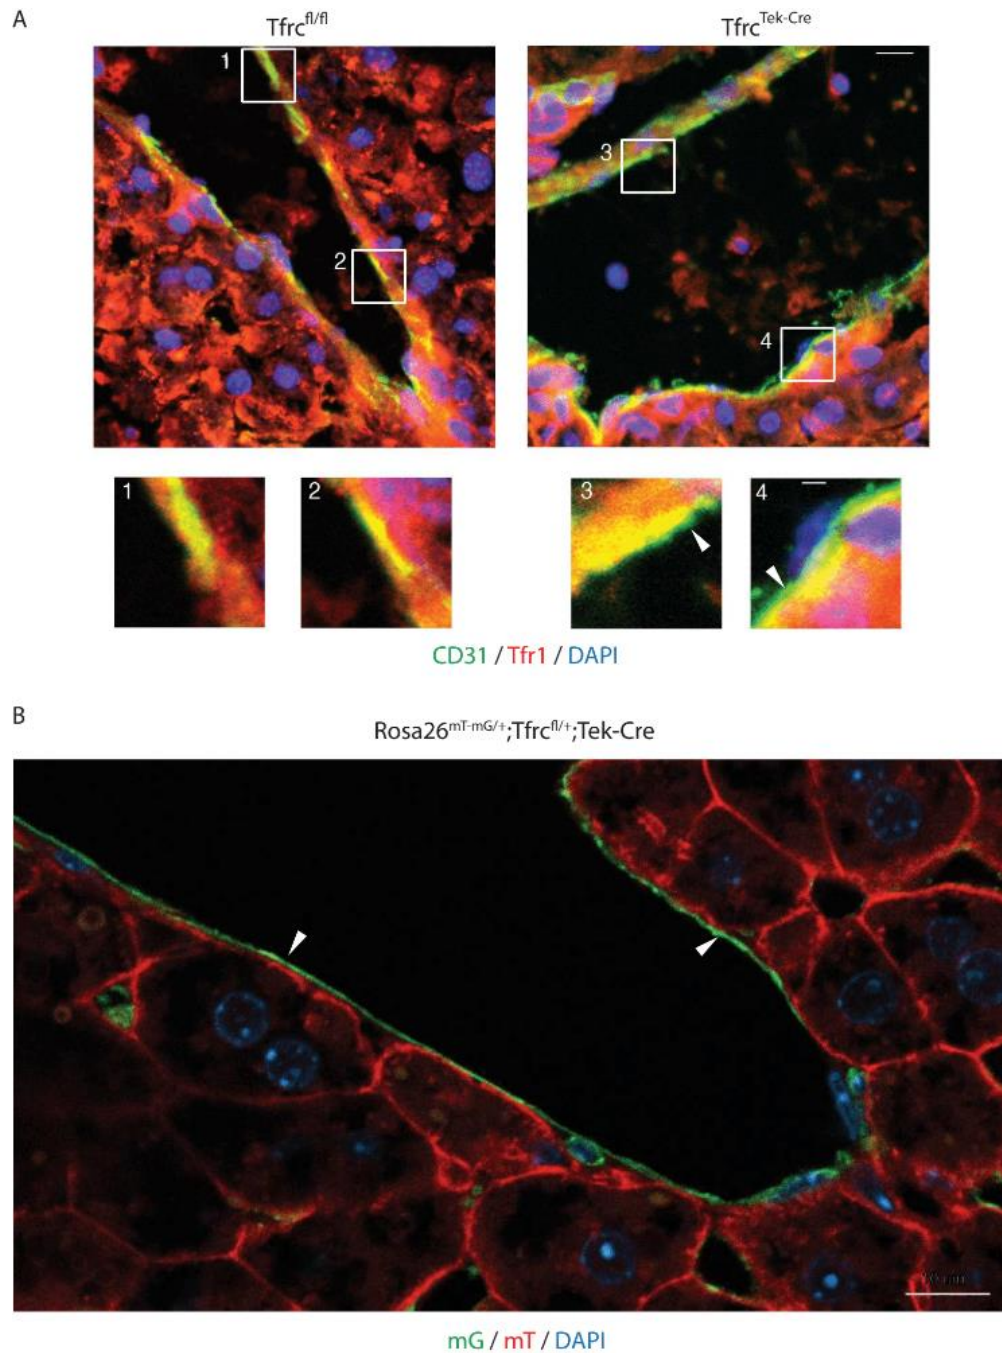 A
Tfrc^fl/fl
Tfrc^Tek-Cre
1
2
3
4
1
2
3
4
CD31 / Tfr1 / DAPI
B
Rosa26^mT-mG/+;Tfrc^fl/+;Tek-Cre
mG / mT / DAPI